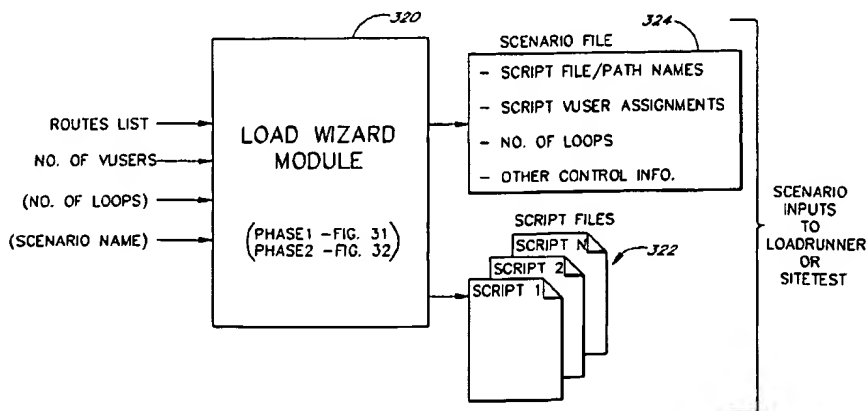 320
ROUTES LIST
NO. OF VUSERS
(NO. OF LOOPS)
(SCENARIO NAME)
LOAD WIZARD
MODULE
(PHASE1 -FIG. 31
PHASE2 -FIG. 32)
SCENARIO FILE
324
- SCRIPT FILE/PATH NAMES
- SCRIPT VUSER ASSIGNMENTS
- NO. OF LOOPS
- OTHER CONTROL INFO.
SCRIPT FILES
SCRIPT N
SCRIPT 2
SCRIPT 1
322
SCENARIO
INPUTS
TO
LOADRUNNER
OR
SITETEST